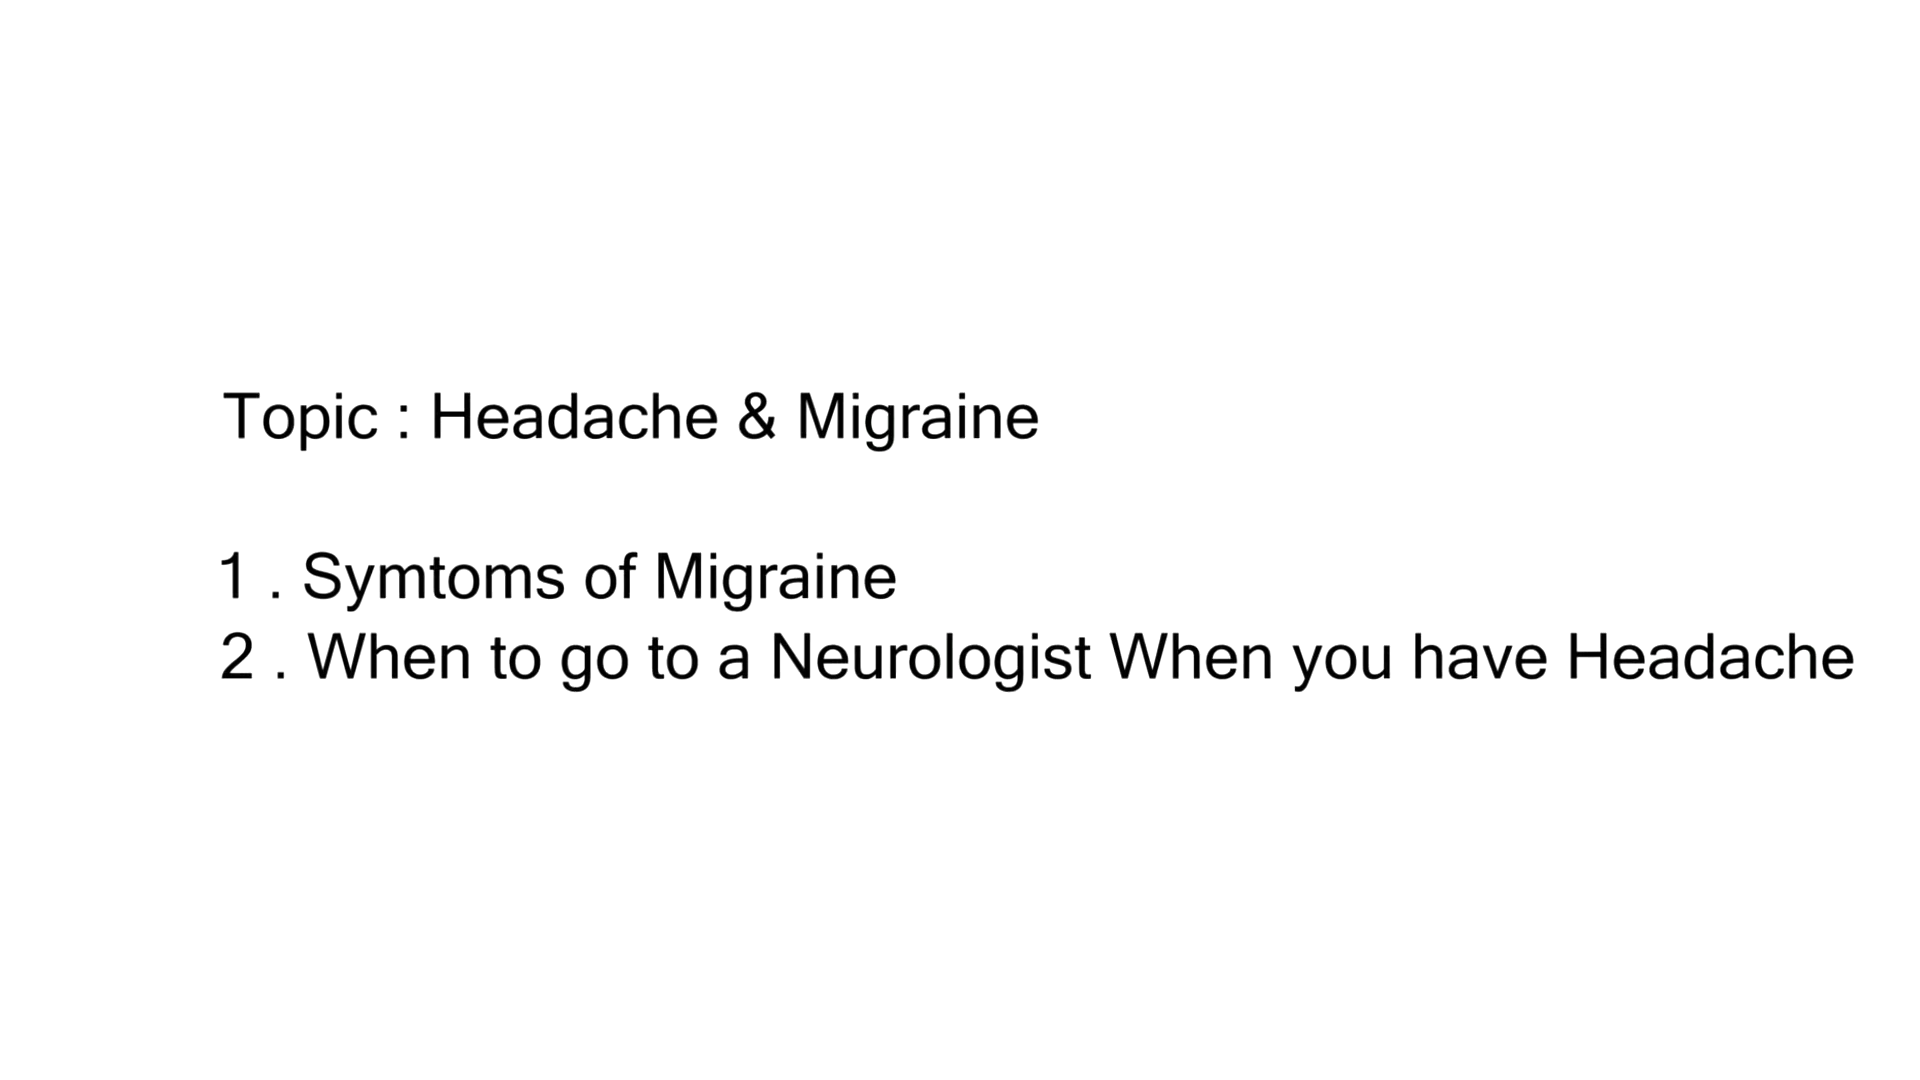 Topic : Headache & Migraine
1 . Symtoms of Migraine
2 . When to go to a Neurologist When you have Headache